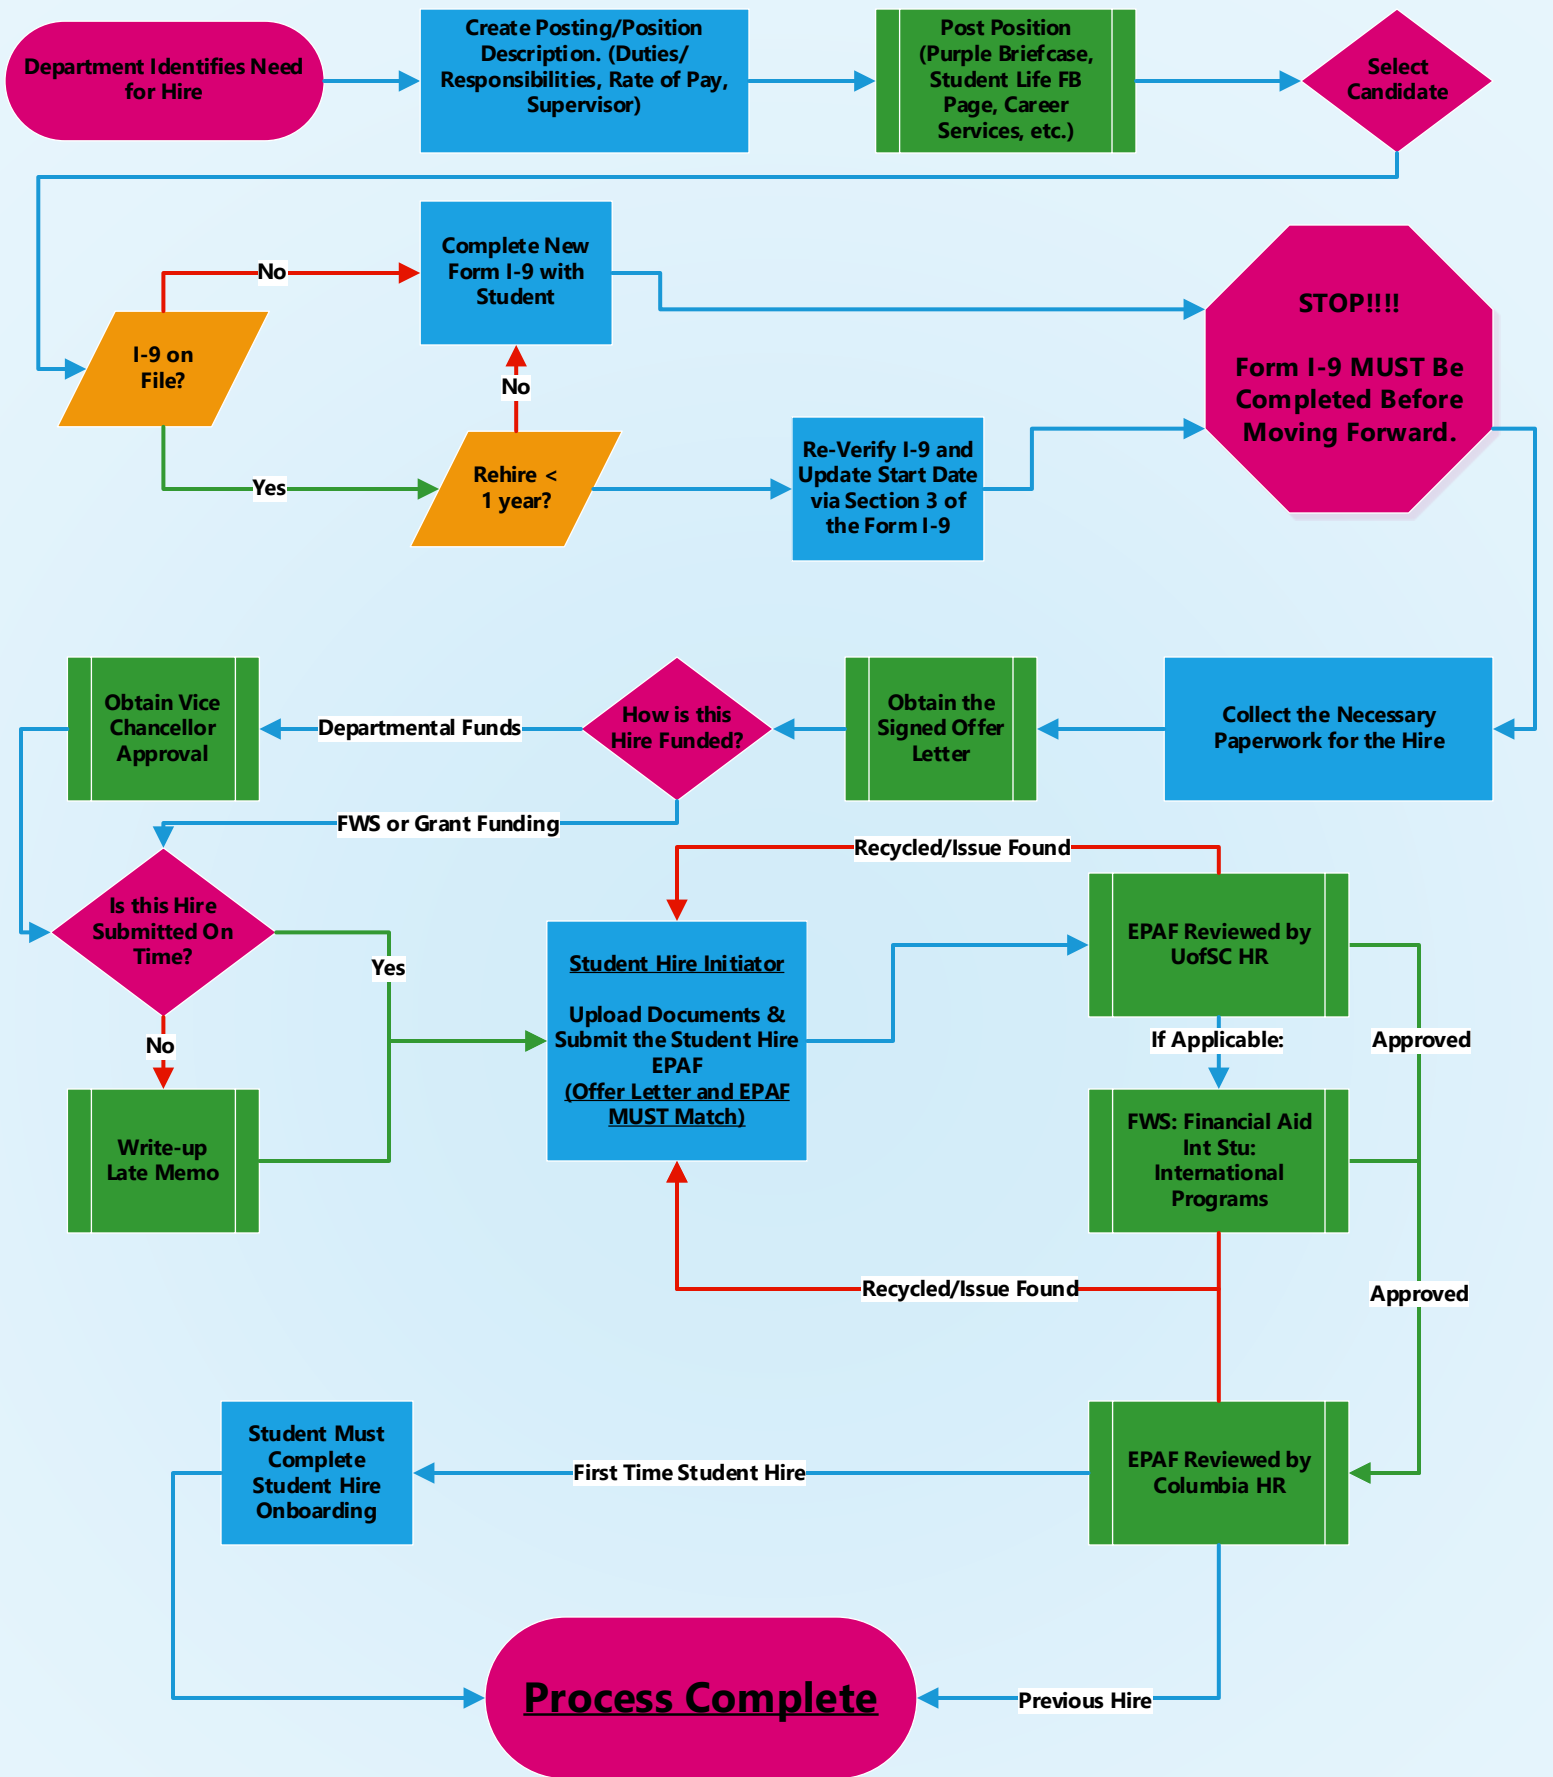 Department Identifies Need
for Hire
Create Posting/Position
Description. (Duties/
Responsibilities, Rate of Pay,
Supervisor)
Post Position
(Purple Briefcase,
Student Life FB
Page, Career
Services, etc.)
Select
Candidate
No
Complete New
Form I-9 with
Student
STOP!!!!
Form I-9 MUST Be
Completed Before
Moving Forward.
I-9 on
File?
No
Yes
Rehire <
1 year?
Re-Verify I-9 and
Update Start Date
via Section 3 of
the Form I-9
Collect the Necessary
Paperwork for the Hire
Obtain the
Signed Offer
Letter
How is this
Hire Funded?
Departmental Funds
Obtain Vice
Chancellor
Approval
FWS or Grant Funding
Is this Hire
Submitted On
Time?
Yes
No
Write-up
Late Memo
Recycled/Issue Found
Student Hire Initiator
Upload Documents &
Submit the Student Hire
EPAF
(Offer Letter and EPAF
MUST Match)
EPAF Reviewed by
UofSC HR
If Applicable:
Approved
FWS: Financial Aid
Int Stu:
International
Programs
Recycled/Issue Found
Approved
EPAF Reviewed by
Columbia HR
First Time Student Hire
Student Must
Complete
Student Hire
Onboarding
Previous Hire
Process Complete